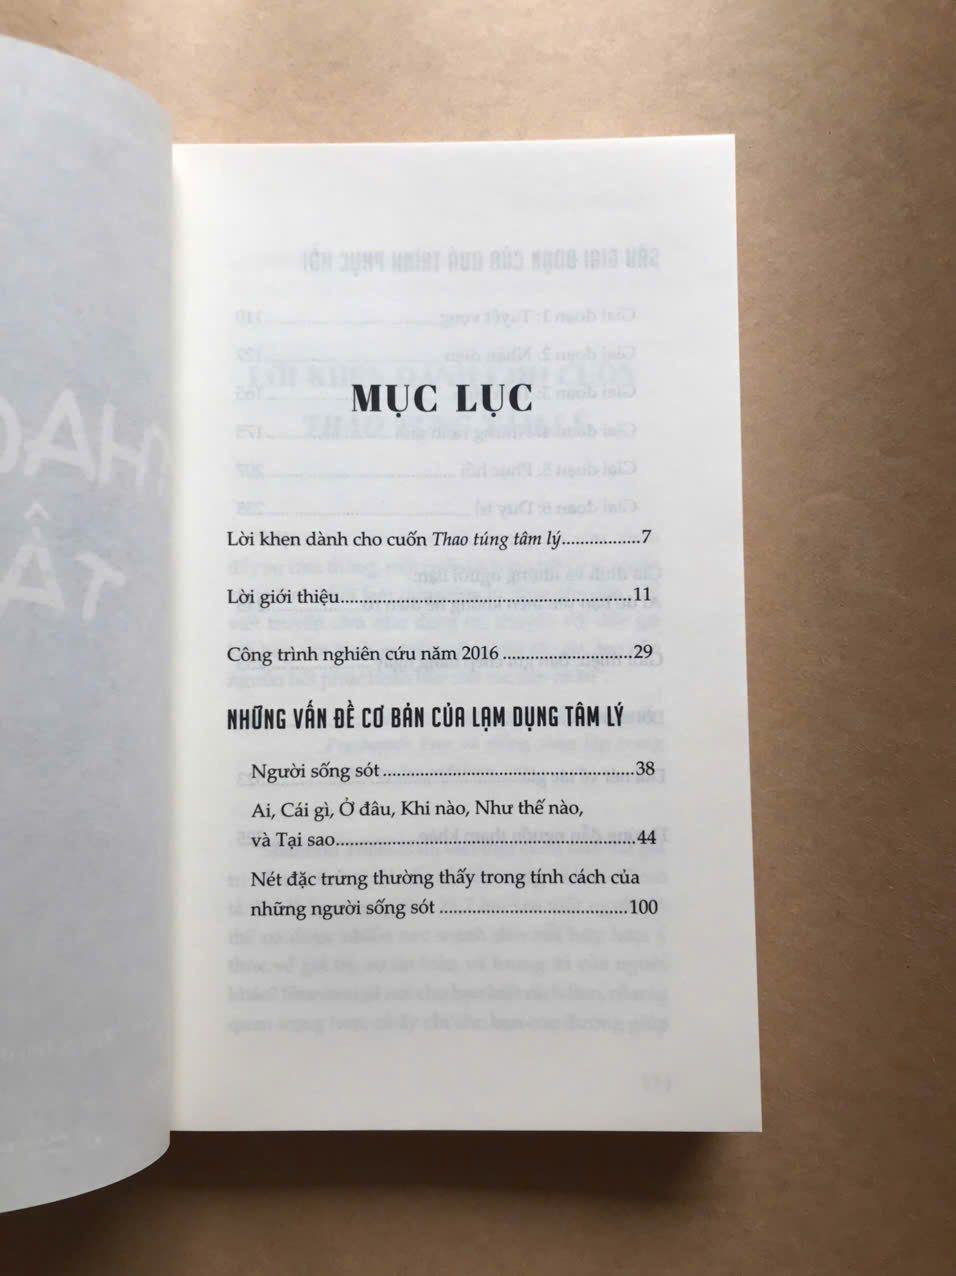 MỤC LỤC
Lời khen dành cho cuốn Thao túng tâm lý................7
Lời giới thiệu..............................................................11
Công trình nghiên cứu năm 2016 ...........................29
NHỮNG VẤN ĐỀ CƠ BẢN CỦA LẠM DỤNG TÂM LÝ
Người sống sót ...................................................38
Ai, Cái gì, Ở đâu, Khi nào, Như thế nào,
và Tại sao............................................................44
Nét đặc trưng thường thấy trong tính cách của
những người sống sót ......................................100